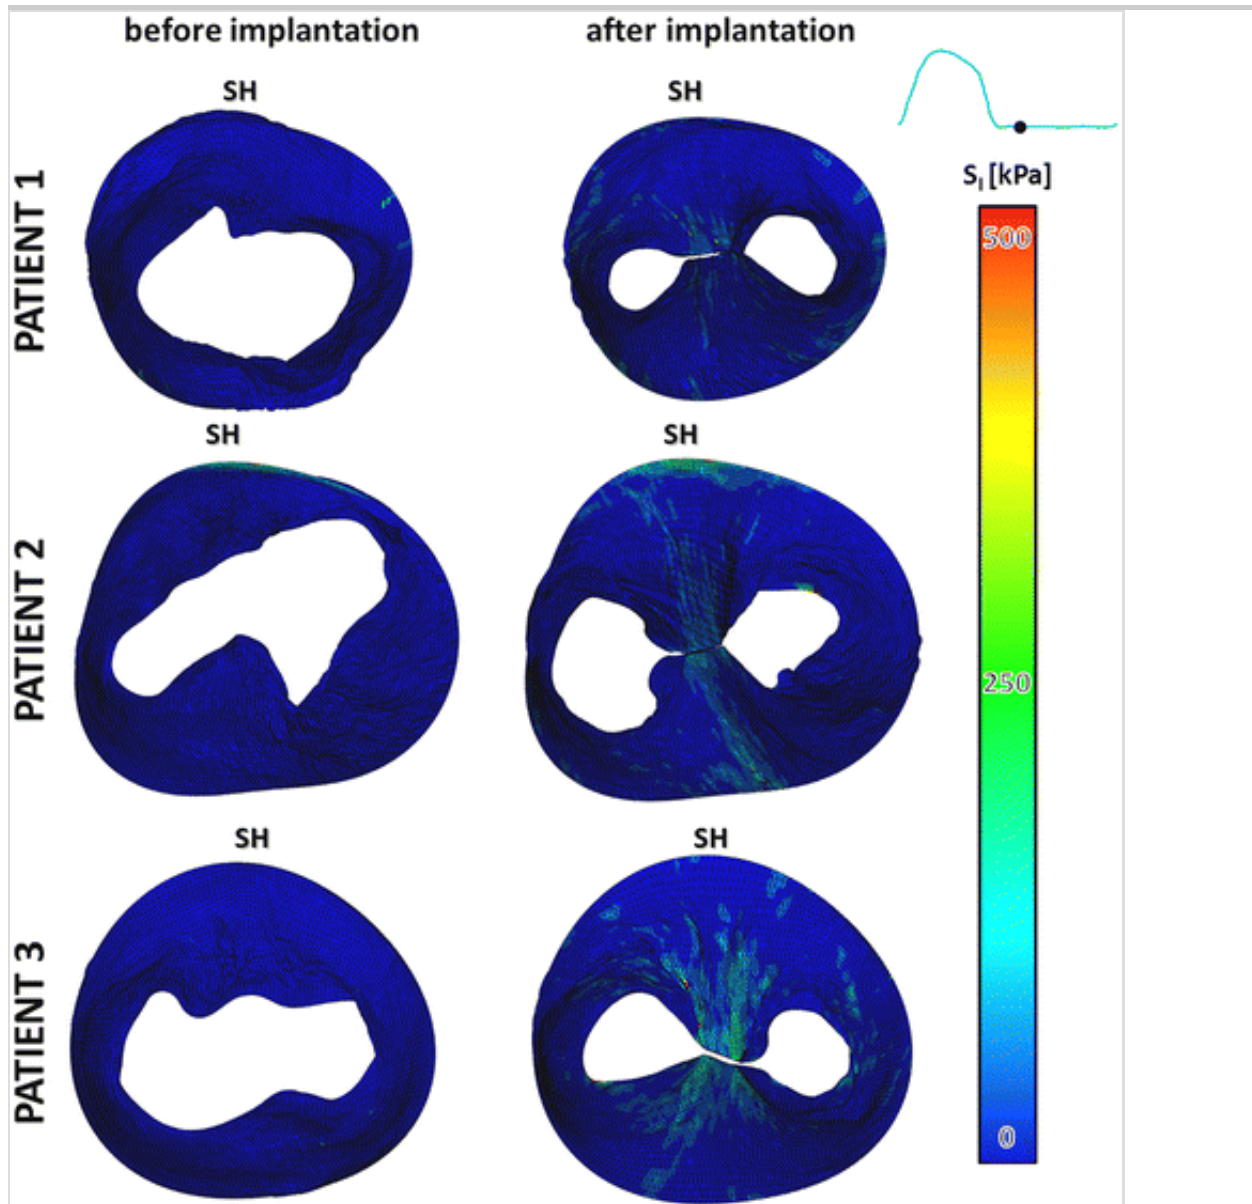 before implantation
after implantation
SH
SH
PATIENT 1
S_I [kPa]
500
SH
SH
PATIENT 2
250
SH
SH
PATIENT 3
0